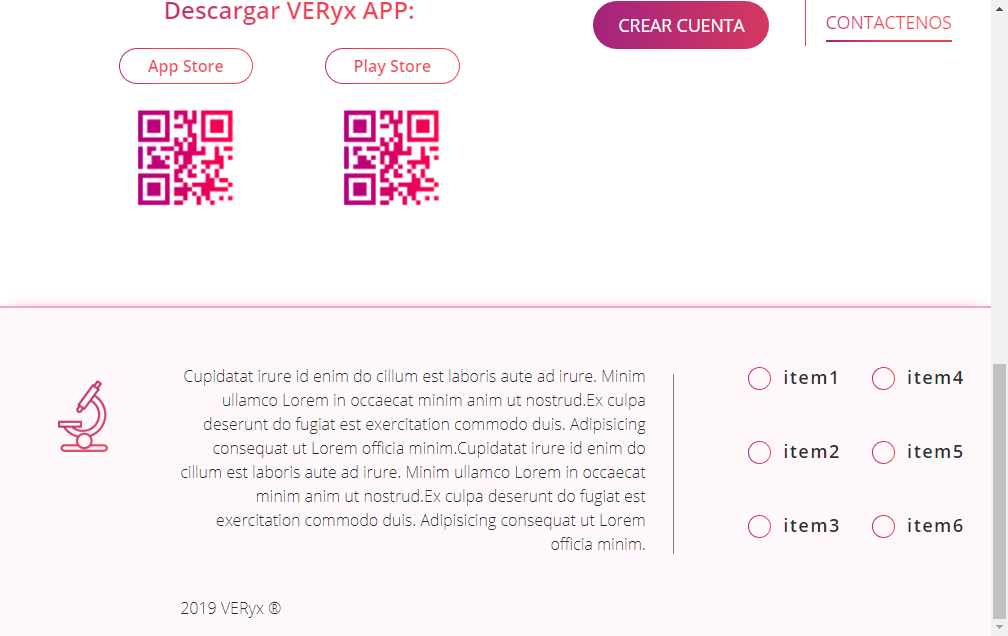 Descargar VERyx APP:
CREAR CUENTA
CONTACTENOS
App Store
Play Store
Cupidatat irure id enim do cillum est laboris aute ad irure. Minim
ullamco Lorem in occaecat minim anim ut nostrud.Ex culpa
deserunt do fugiat est exercitation commodo duis. Adipisicing
consequat ut Lorem officia minim.Cupidatat irure id enim do
cillum est laboris aute ad irure. Minim ullamco Lorem in occaecat
minim anim ut nostrud.Ex culpa deserunt do fugiat est
exercitation commodo duis. Adipisicing consequat ut Lorem
officia minim.
item1
item4
item2
item5
item3
item6
2019 VERyx ®